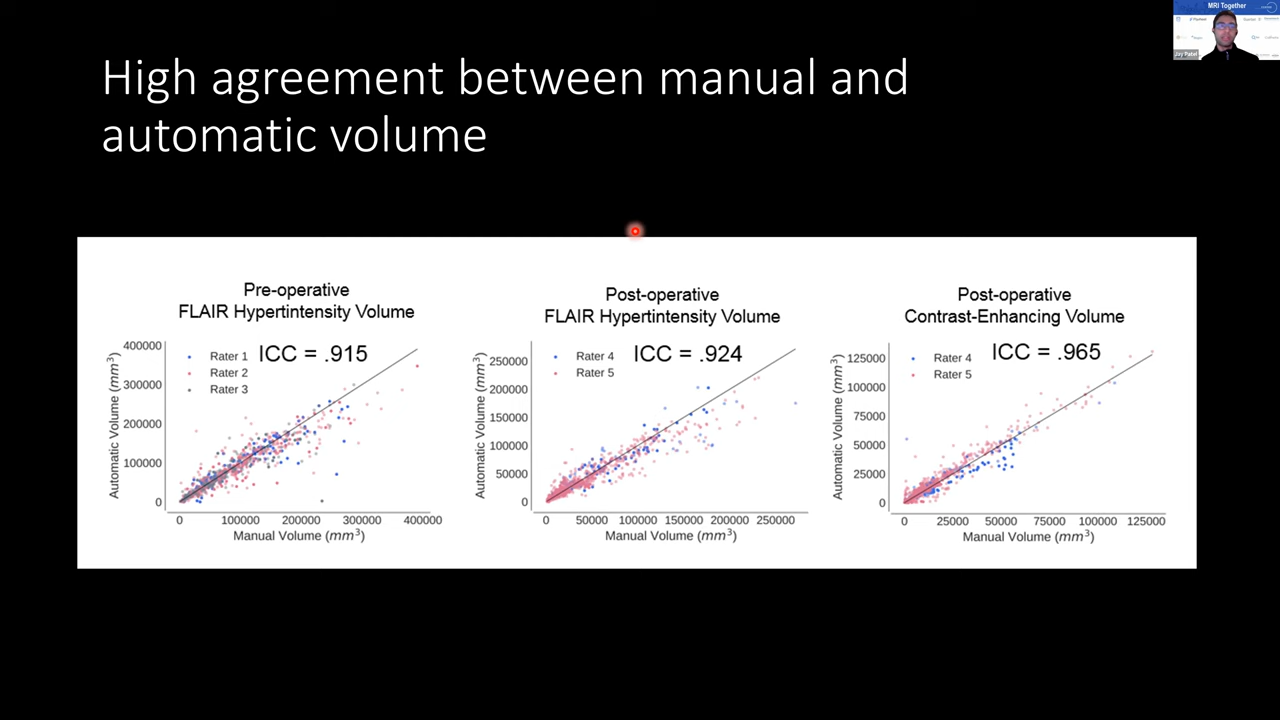 MRI Together
Jay Patel
High agreement between manual and
automatic volume
Pre-operative
FLAIR Hypertintensity Volume
ICC = .915
Rater 1
Rater 2
Rater 3
400000
300000
200000
100000
0
Automatic Volume (mm³)
0 100000 200000 300000 400000
Manual Volume (mm³)
Post-operative
FLAIR Hypertintensity Volume
ICC = .924
Rater 4
Rater 5
250000
200000
150000
100000
50000
0
Automatic Volume (mm³)
0 50000 100000 150000 200000 250000
Manual Volume (mm³)
Post-operative
Contrast-Enhancing Volume
ICC = .965
Rater 4
Rater 5
125000
100000
75000
50000
25000
0
Automatic Volume (mm³)
0 25000 50000 75000 100000 125000
Manual Volume (mm³)